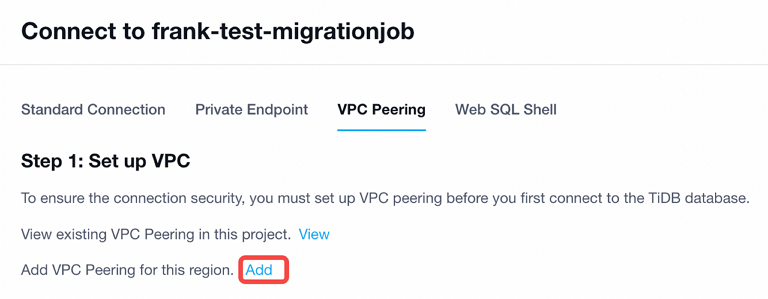 Connect to frank-test-migrationjob
Standard Connection Private Endpoint VPC Peering Web SQL Shell
Step 1: Set up VPC
To ensure the connection security, you must set up VPC peering before you first connect to the TiDB database.
View existing VPC Peering in this project. View
Add VPC Peering for this region. Add